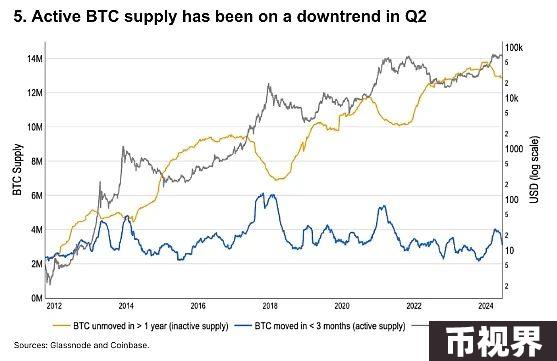 5. Active BTC supply has been on a downtrend in Q2
14M
12M
10M
8M
6M
4M
2M
0M
BTC Supply
100k
5
2
10k
5
2
1000
5
2
100
5
2
10
5
2
USD (log scale)
2012 2014 2016 2018 2020 2022 2024
BTC unmoved in > 1 year (inactive supply) BTC moved in < 3 months (active supply)
Sources: Glassnode and Coinbase.
币视界